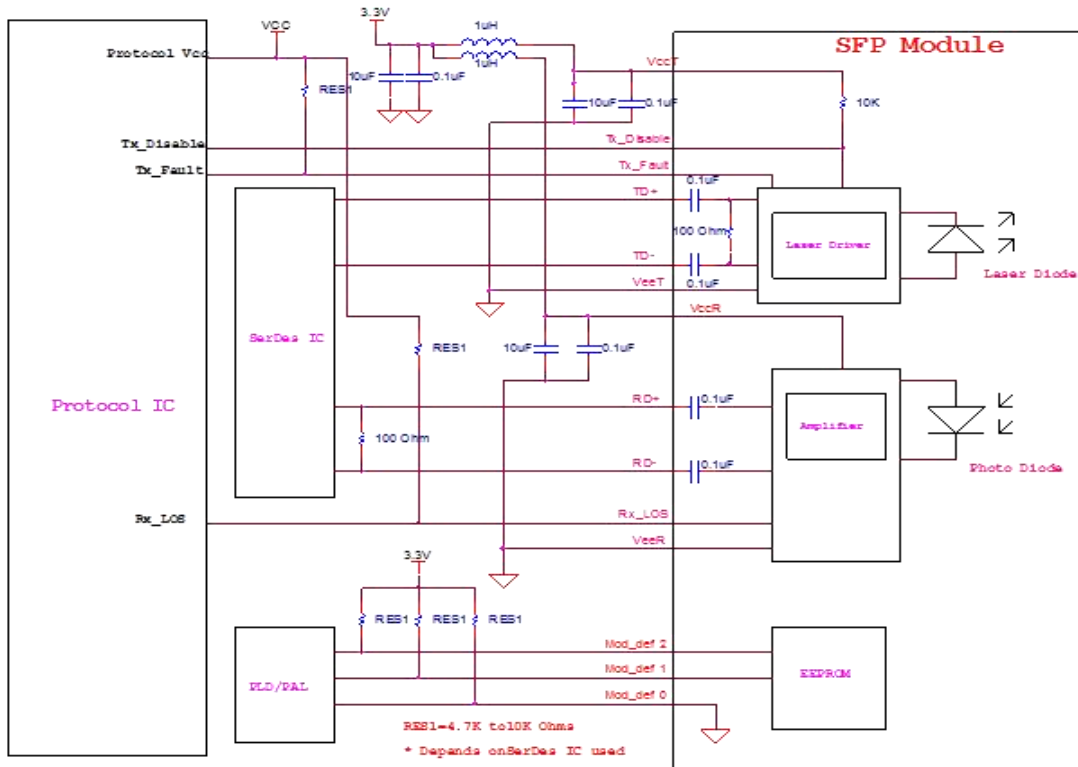 3.3V
1uH
SFP Module
VCC
Protocol Vcc
1uH
VccT
10uF
0.1uF
RES1
10uF
0.1uF
10K
Tx_Disable
Tx_Disable
Tx_Fault
Tx_Fault
0.1uF
TD+
100 Ohm
Laser Driver
TD-
Laser Diode
0.1uF
VeeT
VccR
SerDes IC
RES1
10uF
0.1uF
Protocol IC
RD+
0.1uF
Amplifier
100 Ohm
RD-
0.1uF
Photo Diode
Rx_LOS
Rx_LOS
VeeR
3.3V
RES1
RES1
RES1
Mod_def 2
PLD/PAL
Mod_def 1
EEPROM
Mod_def 0
RES1=4.7K to10K Ohms
* Depends onSerDes IC used